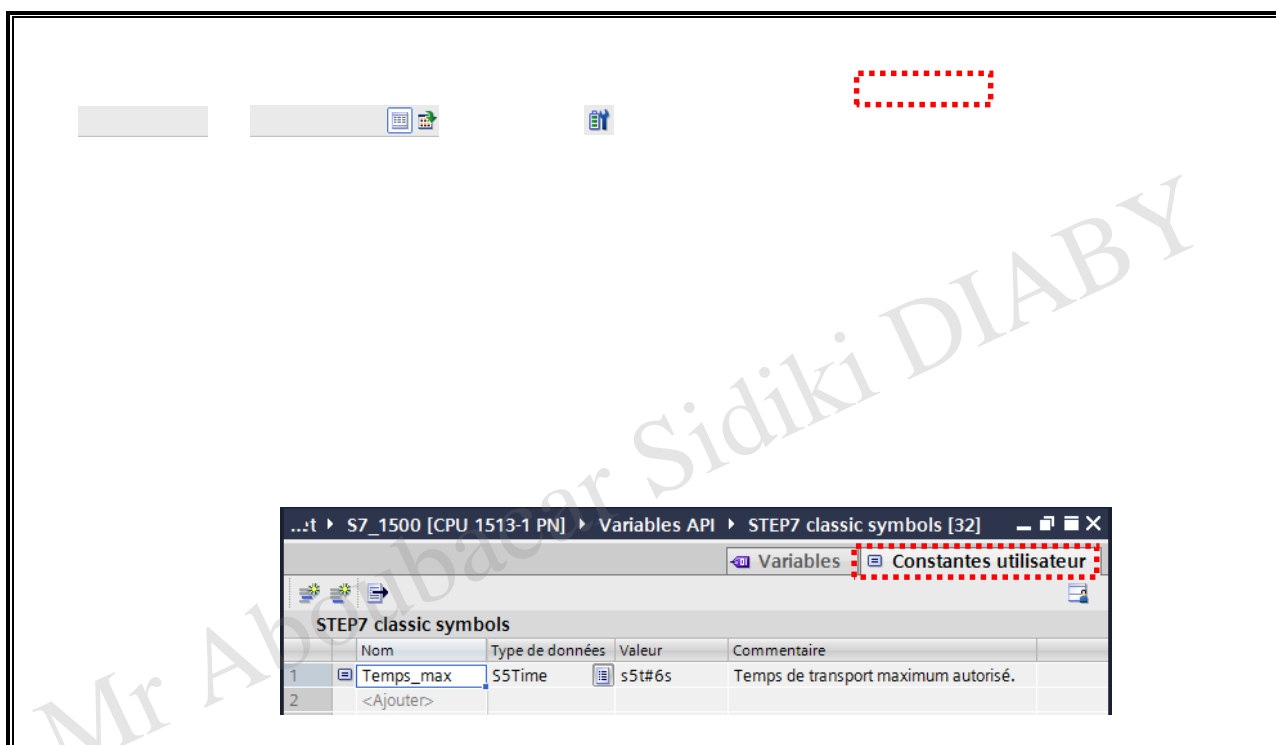 ...t ▸ S7_1500 [CPU 1513-1 PN] ▸ Variables API ▸ STEP7 classic symbols [32]
Variables Constantes utilisateur
STEP7 classic symbols
Nom Type de données Valeur Commentaire
1 Temps_max S5Time s5t#6s Temps de transport maximum autorisé.
2 <Ajouter>
Mr Aboubacar Sidiki DIABY